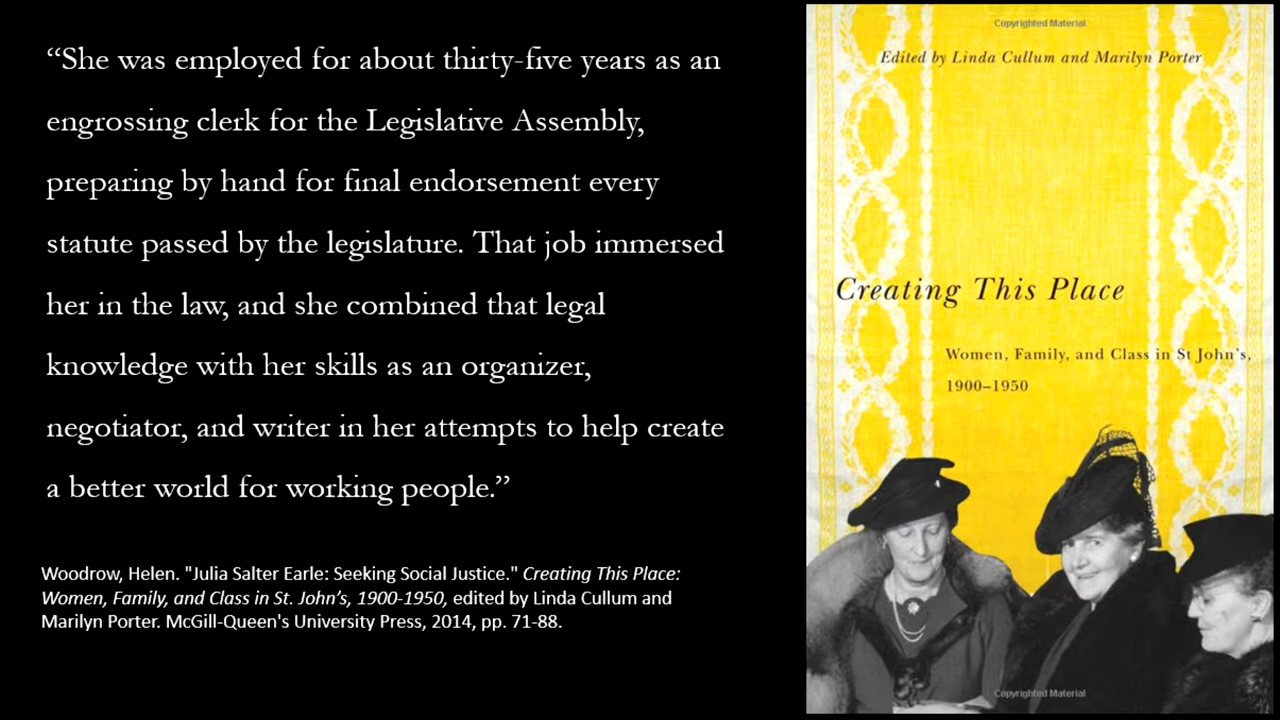 “She was employed for about thirty-five years as an
engrossing clerk for the Legislative Assembly,
preparing by hand for final endorsement every
statute passed by the legislature. That job immersed
her in the law, and she combined that legal
knowledge with her skills as an organizer,
negotiator, and writer in her attempts to help create
a better world for working people.”
Woodrow, Helen. "Julia Salter Earle: Seeking Social Justice." Creating This Place:
Women, Family, and Class in St. John’s, 1900-1950, edited by Linda Cullum and
Marilyn Porter. McGill-Queen's University Press, 2014, pp. 71-88.
Copyrighted Material
Edited by Linda Cullum and Marilyn Porter
Creating This Place
Women, Family, and Class in St John’s,
1900–1950
Copyrighted Material